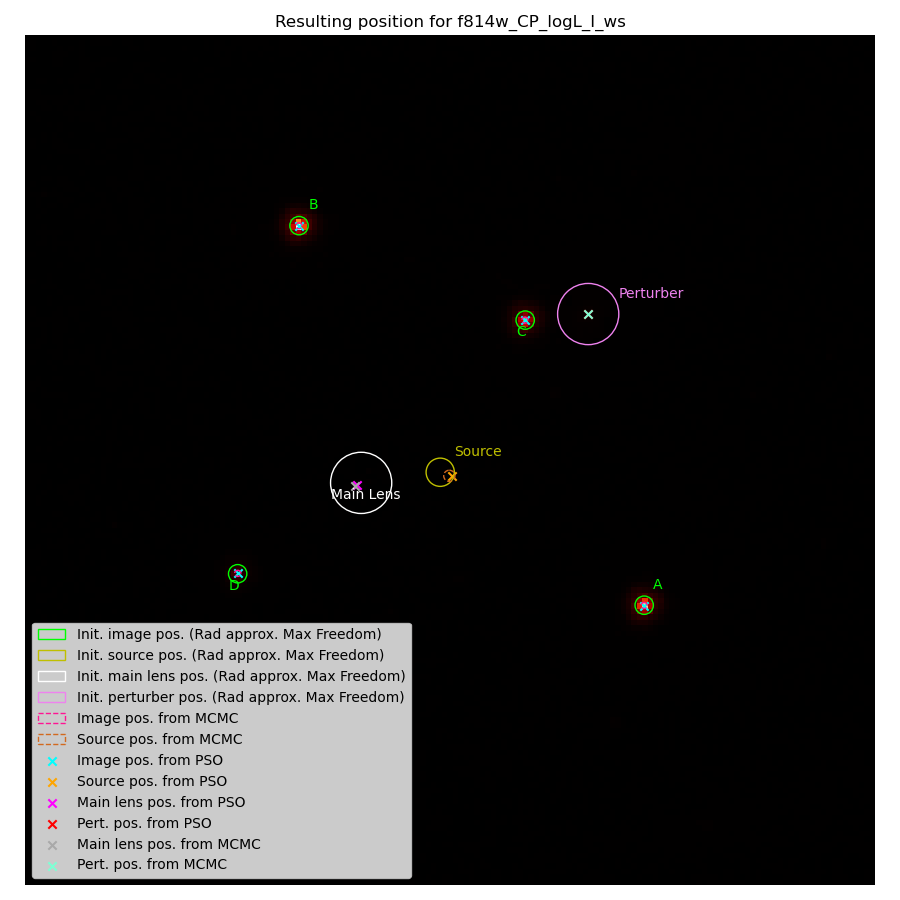 Resulting position for f814w_CP_logL_I_ws
B
Perturber
C
Source
Main Lens
D
A
Init. image pos. (Rad approx. Max Freedom)
Init. source pos. (Rad approx. Max Freedom)
Init. main lens pos. (Rad approx. Max Freedom)
Init. perturber pos. (Rad approx. Max Freedom)
Image pos. from MCMC
Source pos. from MCMC
Image pos. from PSO
Source pos. from PSO
Main lens pos. from PSO
Pert. pos. from PSO
Main lens pos. from MCMC
Pert. pos. from MCMC